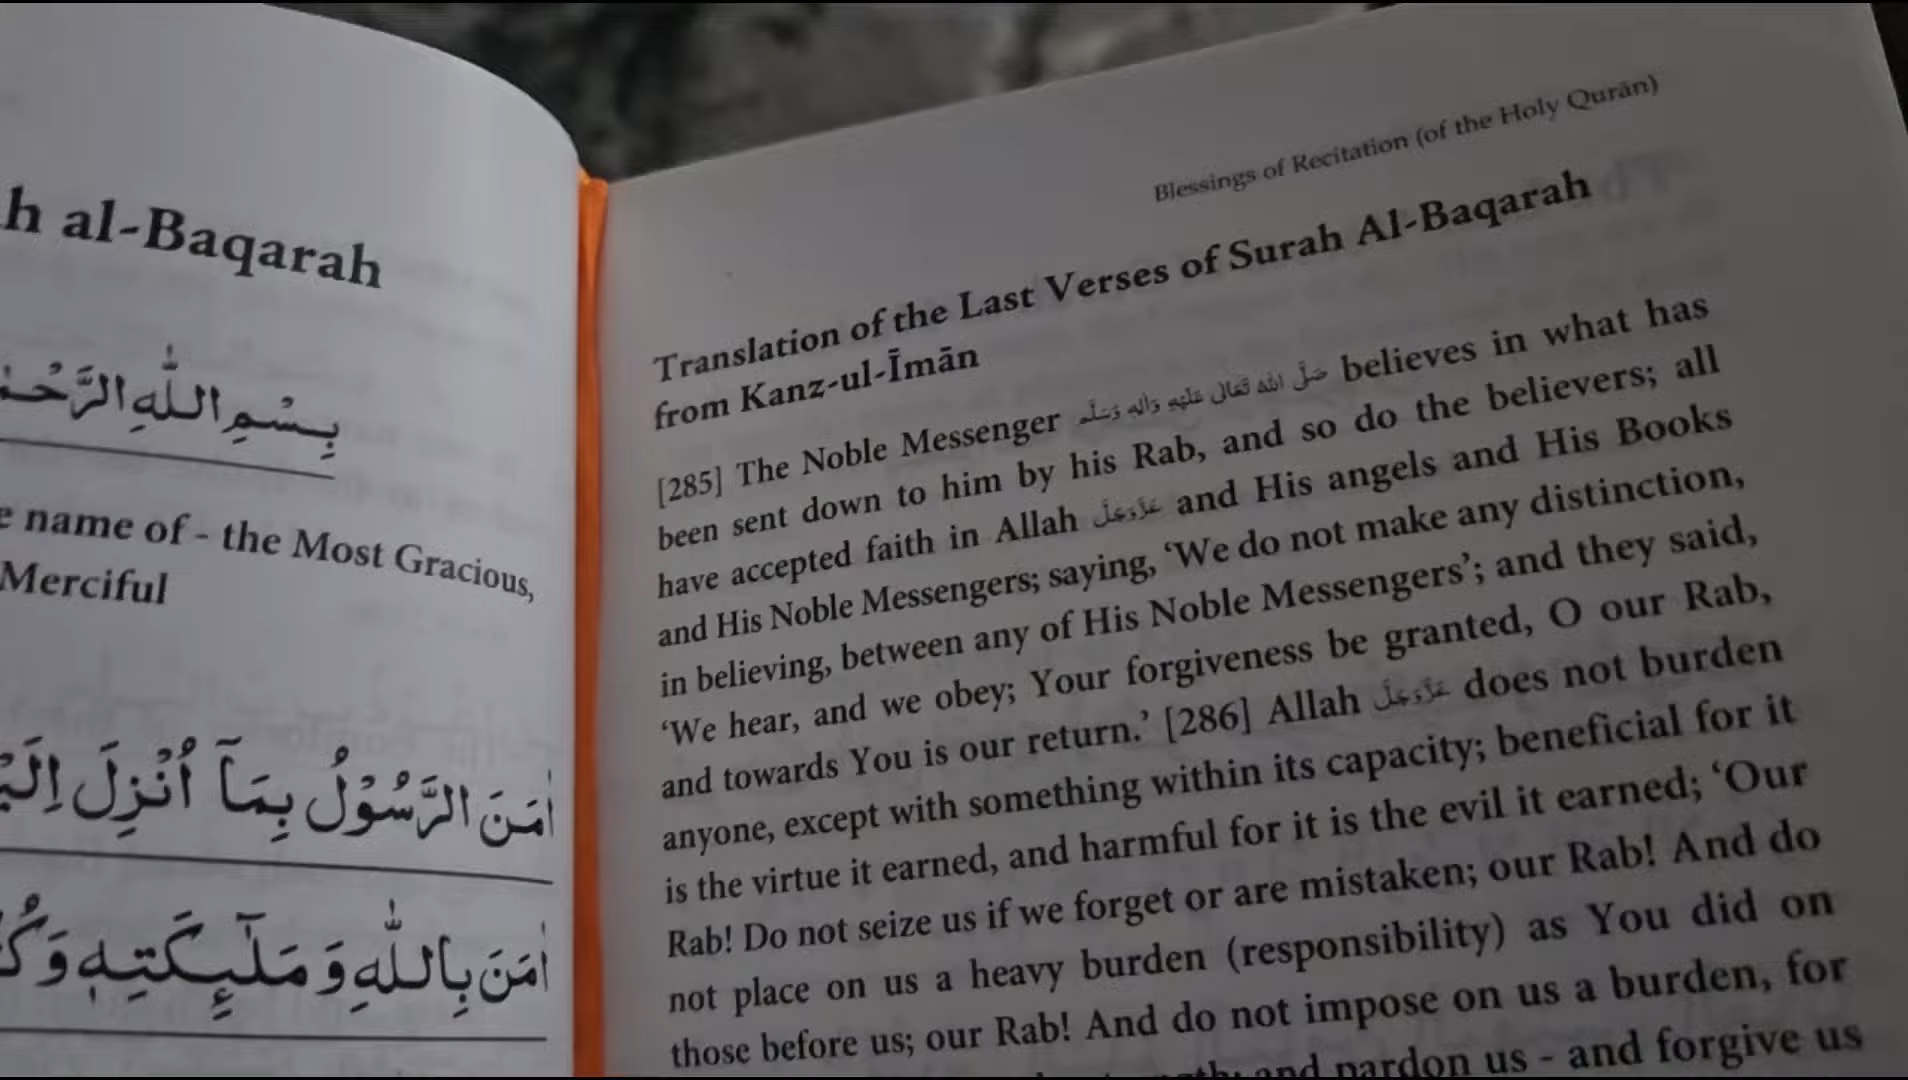 h al-Baqarah
بِسْمِ اللّٰهِ الرَّحْمٰ
e name of - the Most Gracious,
Merciful
اٰمَنَ الرَّسُوْلُ بِمَآ اُنْزِلَ اِلَیْ
اٰمَنَ بِاللّٰهِ وَ مَلٰٓىِٕكَتِهٖ وَ كُ
Blessings of Recitation (of the Holy Qurān)
Translation of the Last Verses of Surah Al-Baqarah
from Kanz-ul-Īmān
[285] The Noble Messenger صَلَّى اللهُ تَعَالٰى عَلَيْهِ وَاٰلِهٖ وَسَلَّم believes in what has
been sent down to him by his Rab, and so do the believers; all
have accepted faith in Allah عَزَّوَجَلَّ and His angels and His Books
and His Noble Messengers; saying, ‘We do not make any distinction,
in believing, between any of His Noble Messengers’; and they said,
‘We hear, and we obey; Your forgiveness be granted, O our Rab,
and towards You is our return.’ [286] Allah عَزَّوَجَلَّ does not burden
anyone, except with something within its capacity; beneficial for it
is the virtue it earned, and harmful for it is the evil it earned; ‘Our
Rab! Do not seize us if we forget or are mistaken; our Rab! And do
not place on us a heavy burden (responsibility) as You did on
those before us; our Rab! And do not impose on us a burden, for
and pardon us - and forgive us